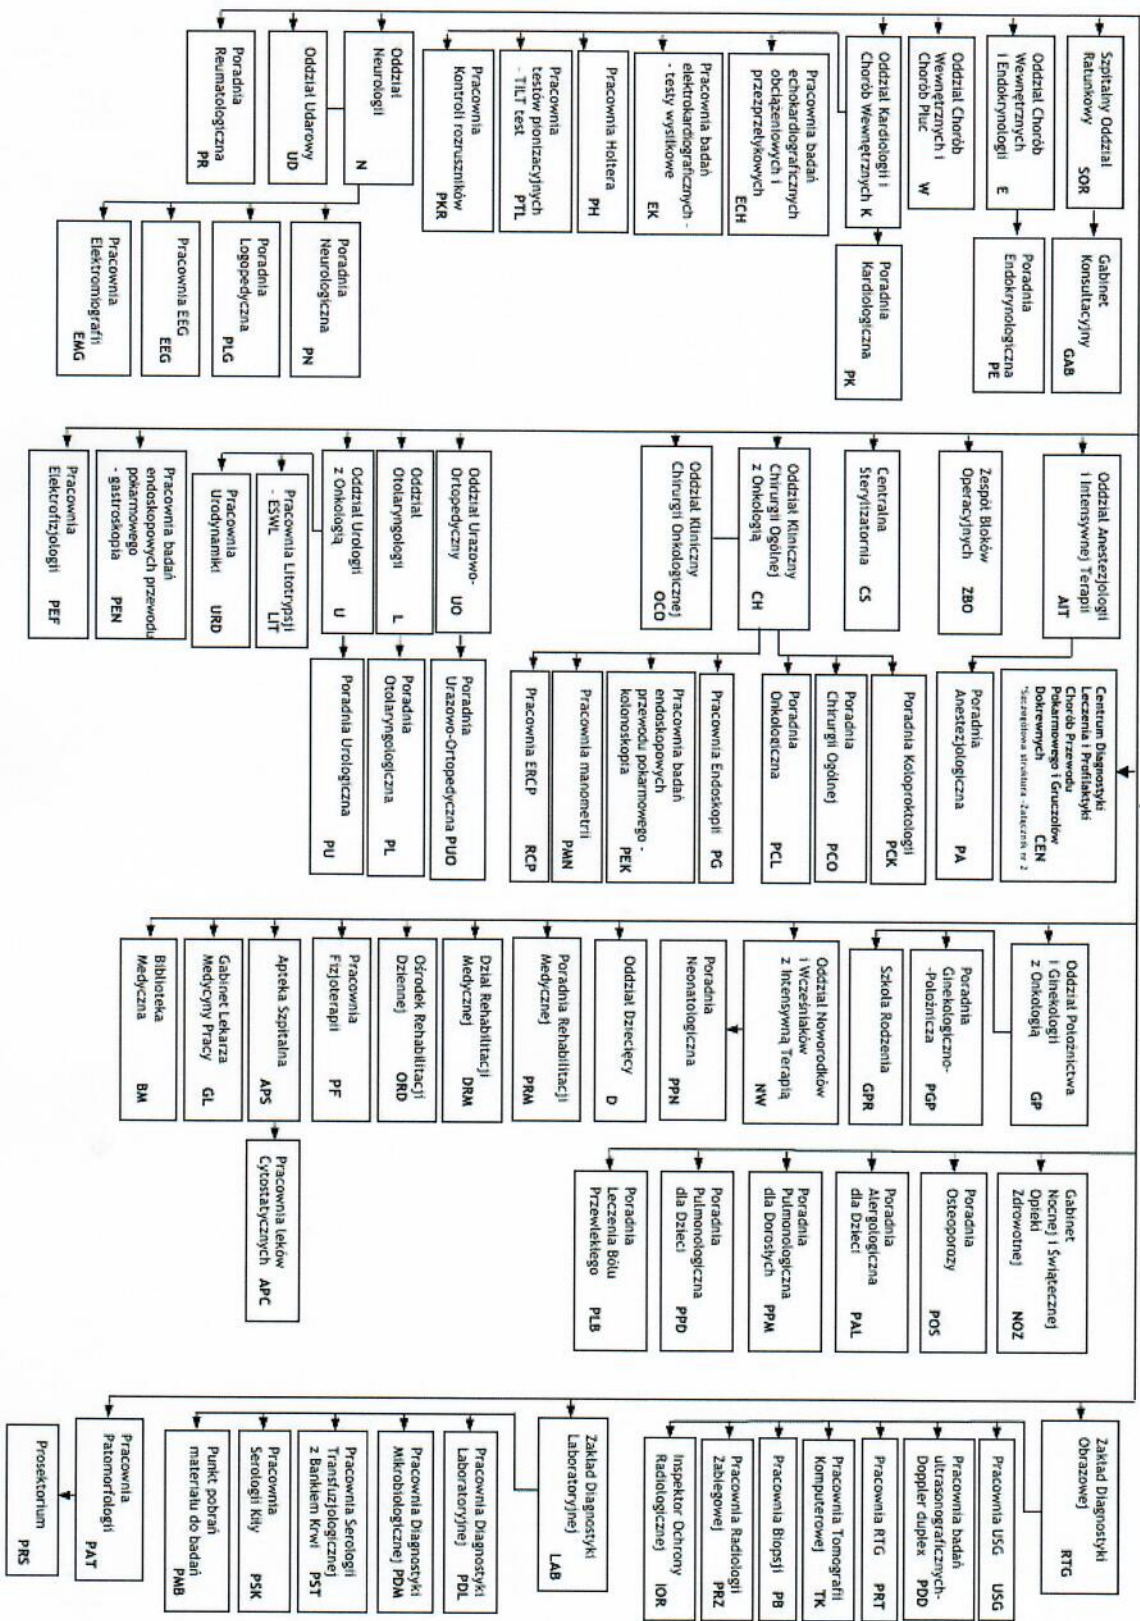 Szpitalny Oddział
Ratunkowy
SOR
Gabinet
Konsultacyjny
GAB
Oddział Chorób
Wewnętrznych
i Endokrynologii
E
Poradnia
Endokrynologiczna
PE
Oddział Chorób
Wewnętrznych i
Chorób Płuc
W
Oddział Kardiologii i
Chorób Wewnętrznych K
Poradnia
Kardiologiczna
PK
Pracownia badań
echokardiograficznych
obciążeniowych i
przezprzełykowych
ECH
Pracownia badań
elektrokardiograficznych -
- testy wysiłkowe
EK
Pracownia Holtera
PH
Pracownia
testów pionizacyjnych
- TILT test
PTL
Pracownia
Kontroli rozruszników
PKR
Oddział
Neurologii
N
Oddział Udarowy
UD
Poradnia
Neurologiczna
PN
Poradnia
Logopedyczna
PLG
Pracownia EEG
EEG
Pracownia
Elektromiografii
EMG
Poradnia
Reumatologiczna
PR
Oddział Anestezjologii
i Intensywnej Terapii
AIT
Centrum Diagnostyki
Leczenia i Profilaktyki
Chorób Przewodu
Pokarmowego i Gruczołów
Dokrewnych
CEN
*Szczegółowa struktura -Załącznik nr 2
Poradnia
Anestezjologiczna
PA
Zespół Bloków
Operacyjnych
ZBO
Centralna
Sterylizatornia
CS
Oddział Kliniczny
Chirurgii Ogólnej
z Onkologią
CH
Oddział Kliniczny
Chirurgii Onkologicznej
OCO
Poradnia Koloproktologii
PCK
Poradnia
Chirurgii Ogólnej
PCO
Poradnia
Onkologiczna
PCL
Pracownia Endoskopii
PG
Pracownia badań
endoskopowych
przewodu pokarmowego -
kolonoskopia
PEK
Pracownia manometrii
PMN
Pracownia ERCP
RCP
Oddział Urazowo-
Ortopedyczny
UO
Poradnia
Urazowo-Ortopedyczna PUO
Oddział
Otolaryngologii
L
Poradnia
Otolaryngologiczna
PL
Oddział Urologii
z Onkologią
U
Poradnia Urologiczna
PU
Pracownia Litotrypsji
- ESWL
LIT
Pracownia
Urodynamiki
URD
Pracownia badań
endoskopowych przewodu
pokarmowego
- gastroskopia
PEN
Pracownia
Elektrofizjologii
PEF
Oddział Położnictwa
i Ginekologii
z Onkologią
GP
Poradnia
Ginekologiczno-
-Położnicza
PGP
Szkoła Rodzenia
GPR
Oddział Noworodków
i Wcześniaków
z Intensywną Terapią
NW
Poradnia
Neonatologiczna
PPN
Oddział Dziecięcy
D
Poradnia Rehabilitacji
Medycznej
PRM
Dział Rehabilitacji
Medycznej
DRM
Ośrodek Rehabilitacji
Dziennej
ORD
Pracownia
Fizjoterapii
PF
Apteka Szpitalna
APS
Pracownia leków
Cytostatycznych
APC
Gabinet Lekarza
Medycyny Pracy
GL
Biblioteka
Medyczna
BM
Gabinet
Nocnej i Świątecznej
Opieki
Zdrowotnej
NOZ
Poradnia
Osteoporozy
POS
Poradnia
Alergologiczna
dla Dzieci
PAL
Poradnia
Pulmonologiczna
dla Dorosłych
PPM
Poradnia
Pulmonologiczna
dla Dzieci
PPD
Poradnia
Leczenia Bólu
Przewlekłego
PLB
Zakład Diagnostyki
Obrazowej
RTG
Pracownia USG
USG
Pracownia badań
ultrasonograficznych-
Doppler duplex
PDD
Pracownia RTG
PRT
Pracownia Tomografii
Komputerowej
TK
Pracownia Biopsji
PB
Pracownia Radiologii
Zabiegowej
PRZ
Inspektor Ochrony
Radiologicznej
IOR
Zakład Diagnostyki
Laboratoryjnej
LAB
Pracownia Diagnostyki
Laboratoryjnej
PDL
Pracownia Diagnostyki
Mikrobiologicznej PDM
Pracownia Serologii
Transfuzjologicznej
z Bankiem Krwi
PST
Pracownia
Serologii Kiły
PSK
Punkt pobrań
materiału do badań
PMB
Pracownia
Patomorfologii
PAT
Prosektorium
PRS